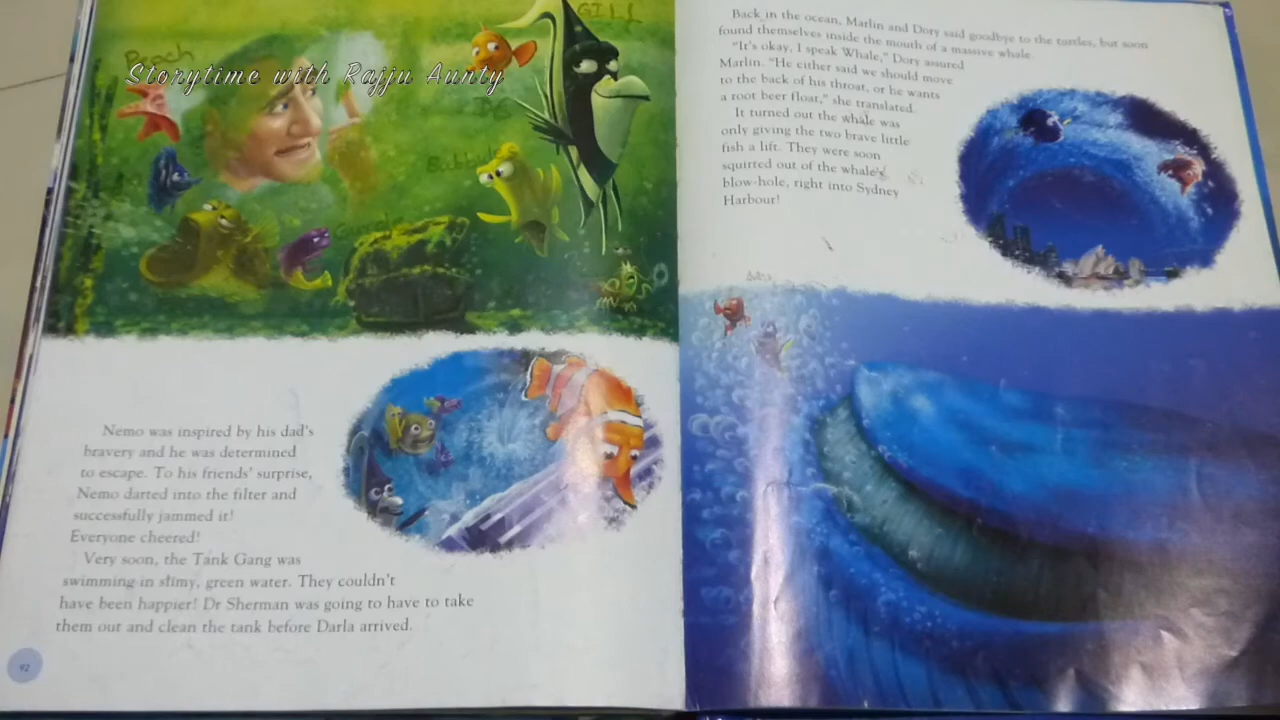 GILL
Peach
Storytime with Rajju Aunty
Nemo was inspired by his dad's
bravery and he was determined
to escape. To his friends' surprise,
Nemo darted into the filter and
successfully jammed it!
Everyone cheered!
Very soon, the Tank Gang was
swimming in slimy, green water. They couldn't
have been happier! Dr Sherman was going to have to take
them out and clean the tank before Darla arrived.
92
Back in the ocean, Marlin and Dory said goodbye to the turtles, but soon
found themselves inside the mouth of a massive whale.
"It's okay, I speak Whale," Dory assured
Marlin. "He either said we should move
to the back of his throat, or he wants
a root beer float," she translated.
It turned out the whale was
only giving the two brave little
fish a lift. They were soon
squirted out of the whale's
blow-hole, right into Sydney
Harbour!